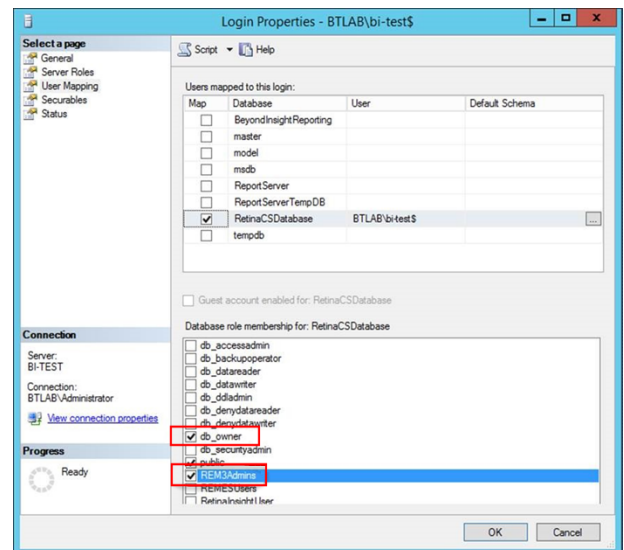 Login Properties - BTLAB\bi-test$
Select a page
General
Server Roles
User Mapping
Securables
Status
Script
Help
Users mapped to this login:
Map Database User Default Schema
BeyondInsightReporting
master
model
msdb
ReportServer
ReportServerTempDB
RetinaCSDatabase BTLAB\bi-test$ ...
tempdb
Guest account enabled for: RetinaCSDatabase
Database role membership for: RetinaCSDatabase
db_accessadmin
db_backupoperator
db_datareader
db_datawriter
db_ddladmin
db_denydatareader
db_denydatawriter
db_owner
db_securityadmin
public
REM3Admins
REMESUsers
RetinaInsightUser
Connection
Server:
BI-TEST
Connection:
BTLAB\Administrator
View connection properties
Progress
Ready
OK Cancel